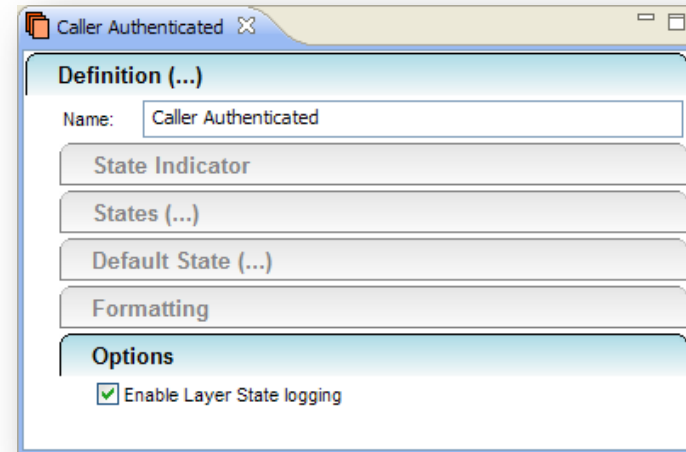 Caller Authenticated
Definition (...)
Name: Caller Authenticated
State Indicator
States (...)
Default State (...)
Formatting
Options
Enable Layer State logging